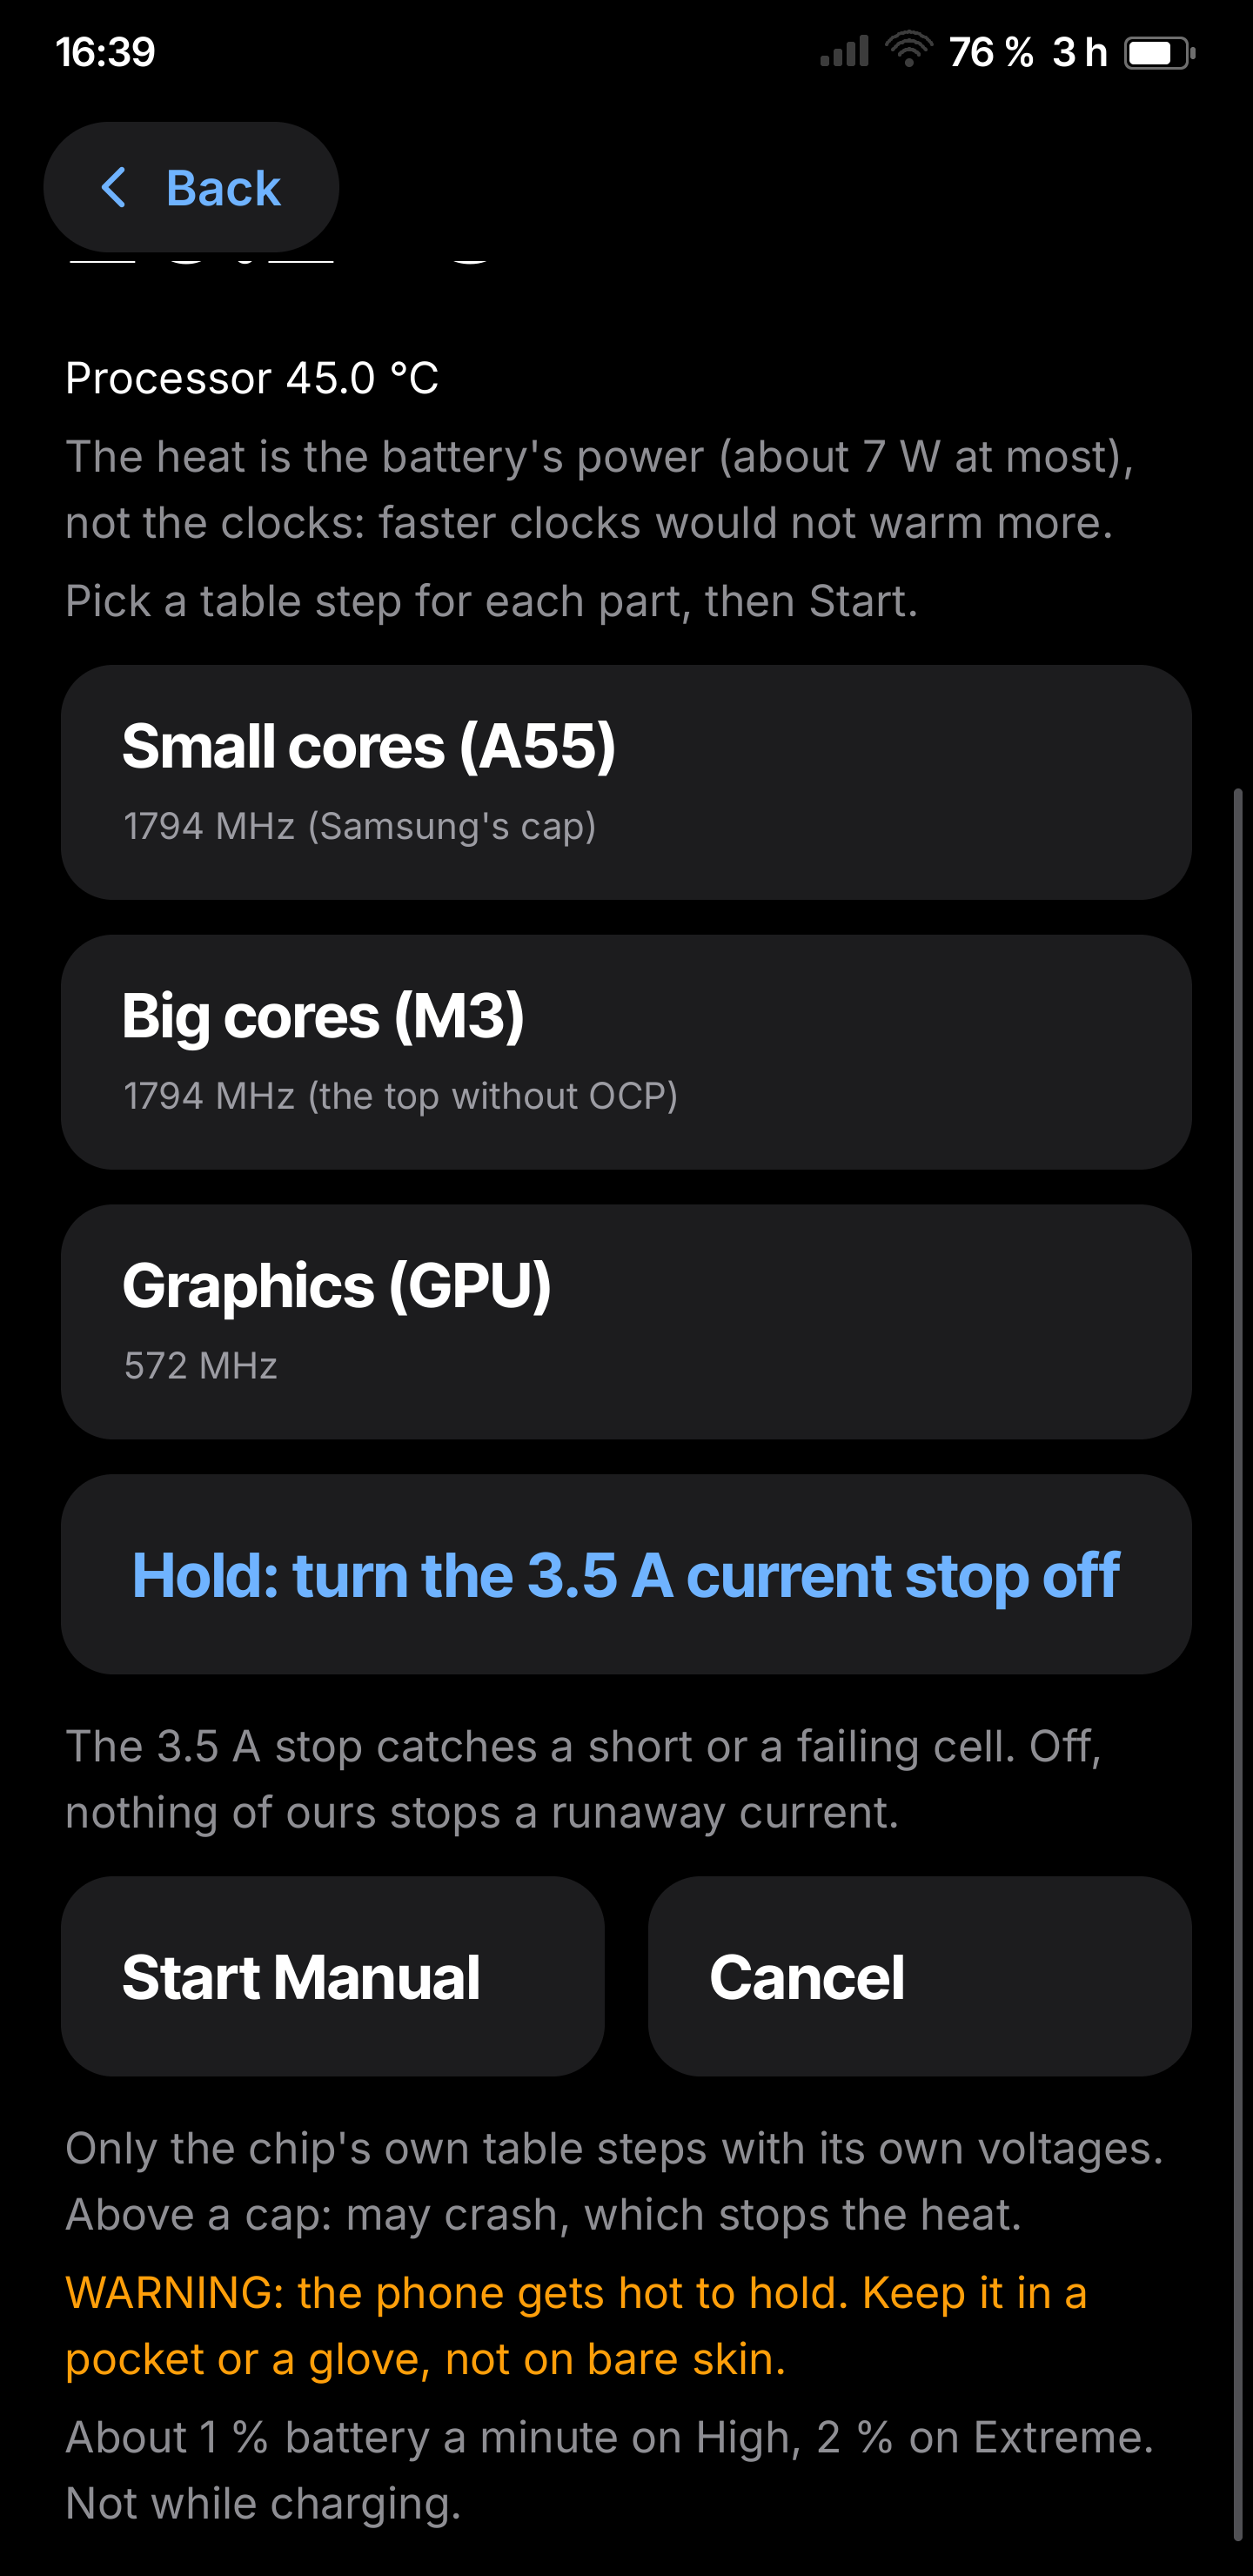 16:39
76 % 3 h
Back
Processor 45.0 °C
The heat is the battery's power (about 7 W at most),
not the clocks: faster clocks would not warm more.
Pick a table step for each part, then Start.
Small cores (A55)
1794 MHz (Samsung's cap)
Big cores (M3)
1794 MHz (the top without OCP)
Graphics (GPU)
572 MHz
Hold: turn the 3.5 A current stop off
The 3.5 A stop catches a short or a failing cell. Off,
nothing of ours stops a runaway current.
Start Manual
Cancel
Only the chip's own table steps with its own voltages.
Above a cap: may crash, which stops the heat.
WARNING: the phone gets hot to hold. Keep it in a
pocket or a glove, not on bare skin.
About 1 % battery a minute on High, 2 % on Extreme.
Not while charging.